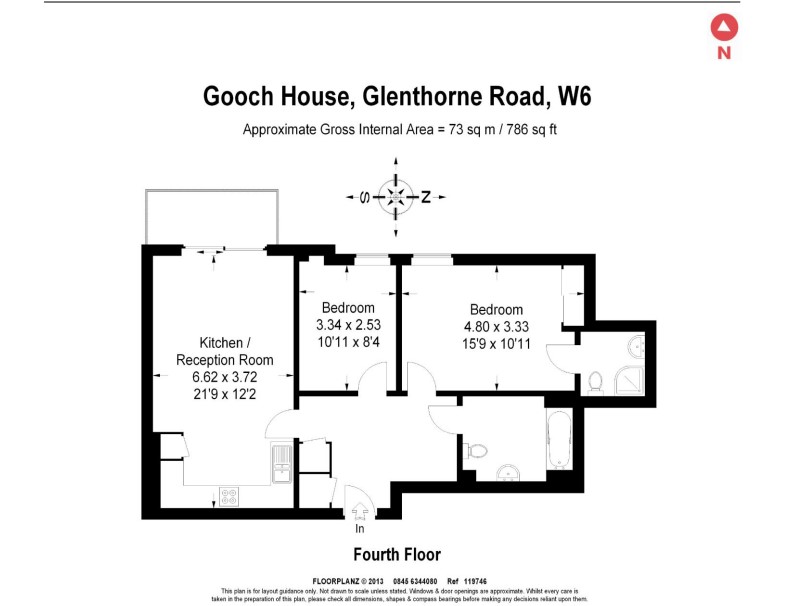 N
Gooch House, Glenthorne Road, W6
Approximate Gross Internal Area = 73 sq m / 786 sq ft
S
N
Bedroom
3.34 x 2.53
10'11 x 8'4
Bedroom
4.80 x 3.33
15'9 x 10'11
Kitchen /
Reception Room
6.62 x 3.72
21'9 x 12'2
In
Fourth Floor
FLOORPLANZ © 2013 0845 6344080 Ref 119746
This plan is for layout guidance only. Not drawn to scale unless stated. Windows & door openings are approximate. Whilst every care is
taken in the preparation of this plan, please check all dimensions, shapes & compass bearings before making any decisions reliant upon them.